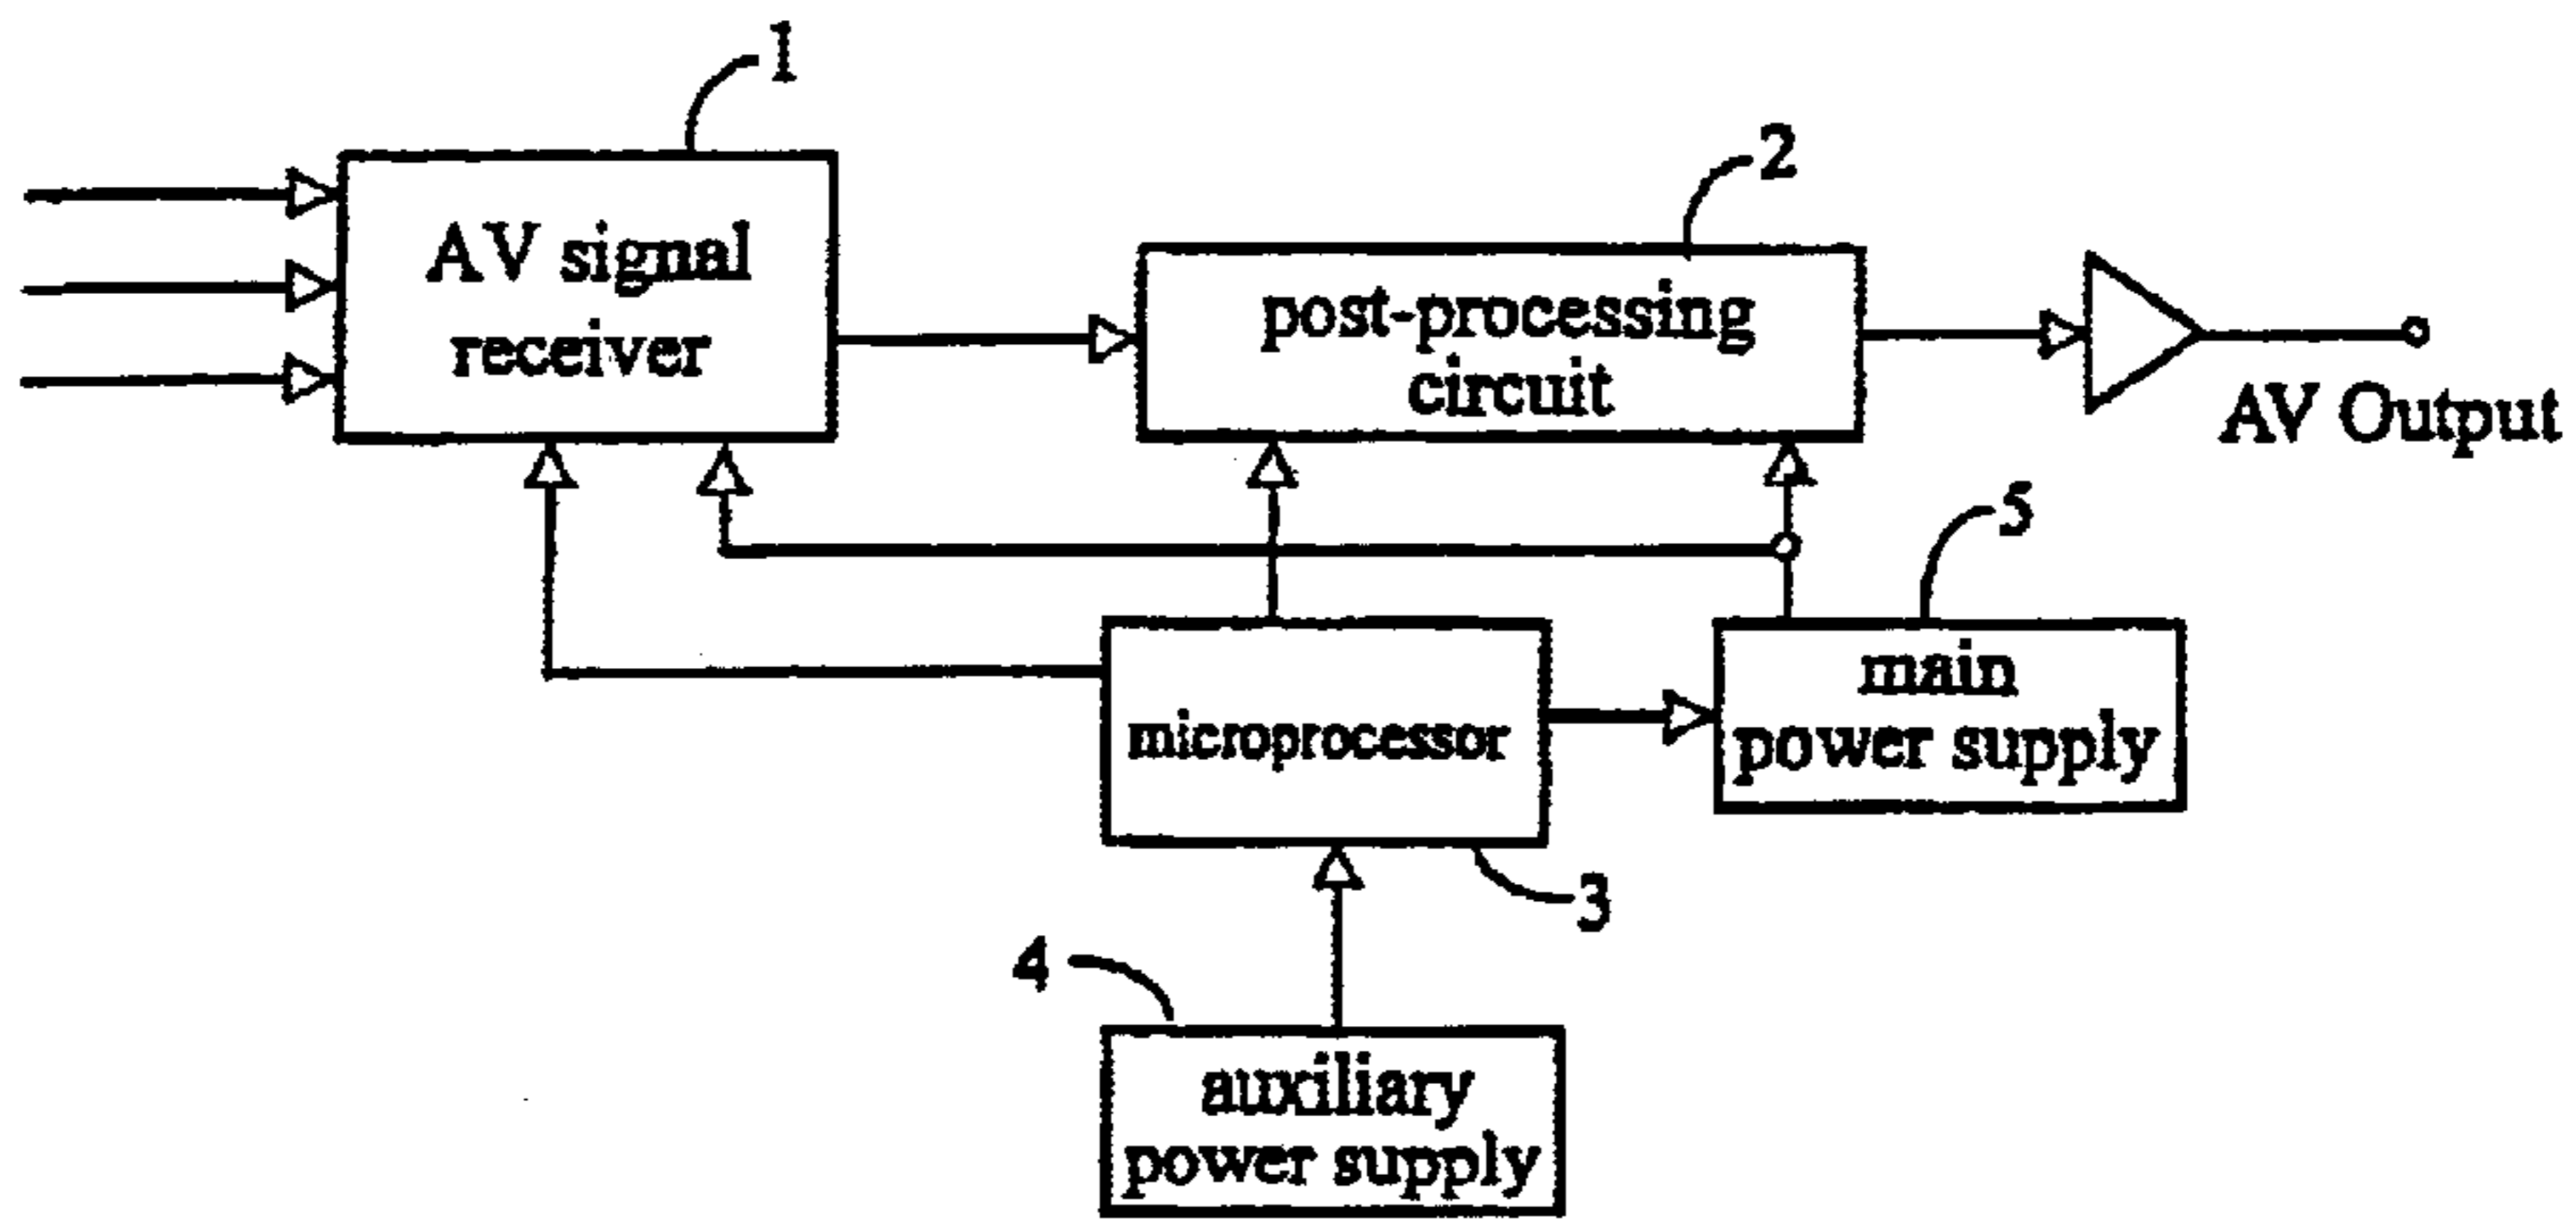 1
AV signal
receiver
2
post-processing
circuit
AV Output
5
main
power supply
microprocessor
3
4
auxiliary
power supply